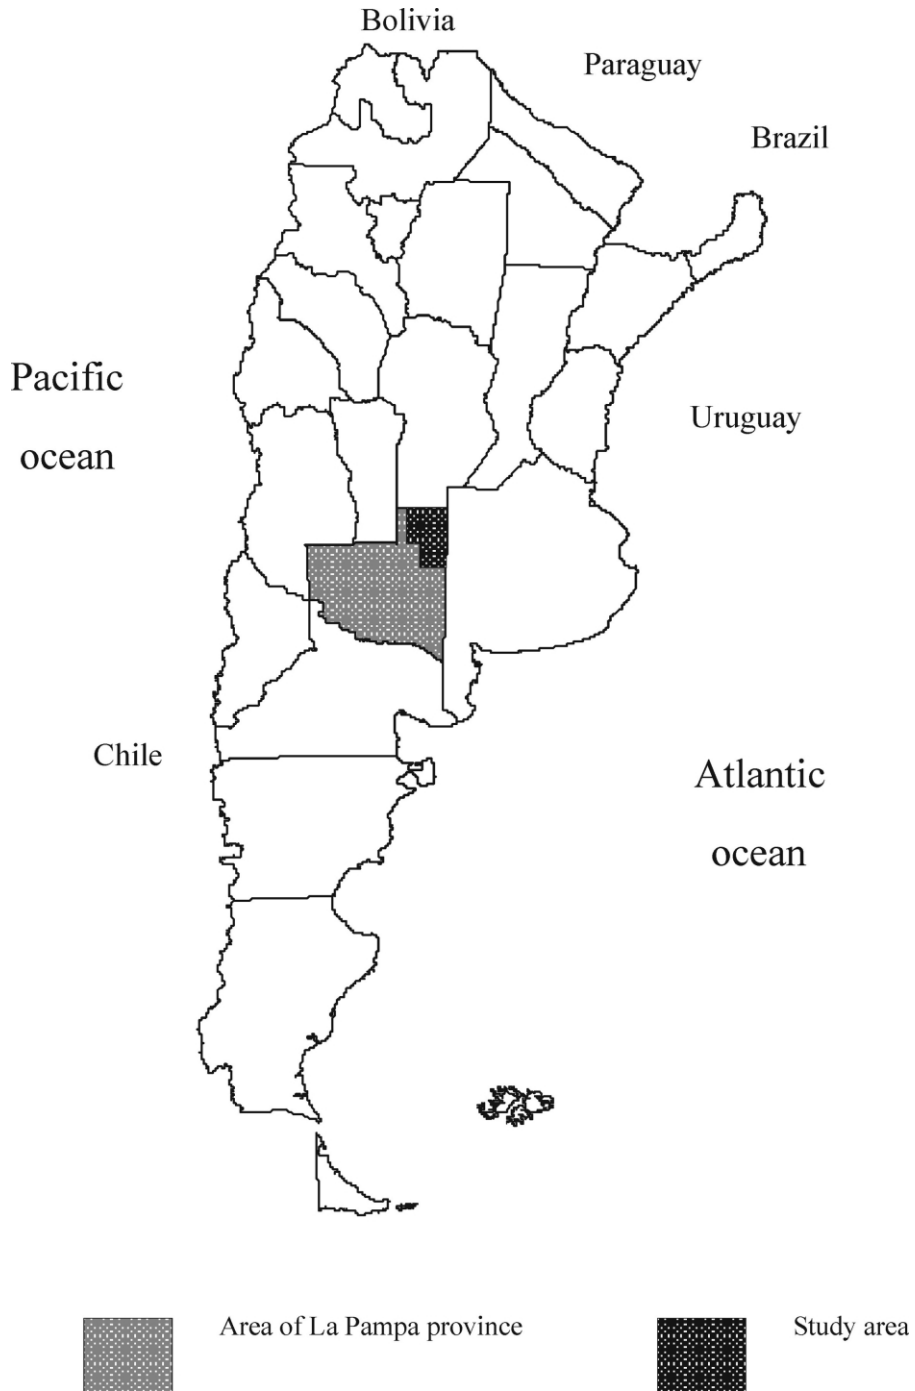 Bolivia
Paraguay
Brazil
Pacific
ocean
Uruguay
Chile
Atlantic
ocean
Area of La Pampa province
Study area